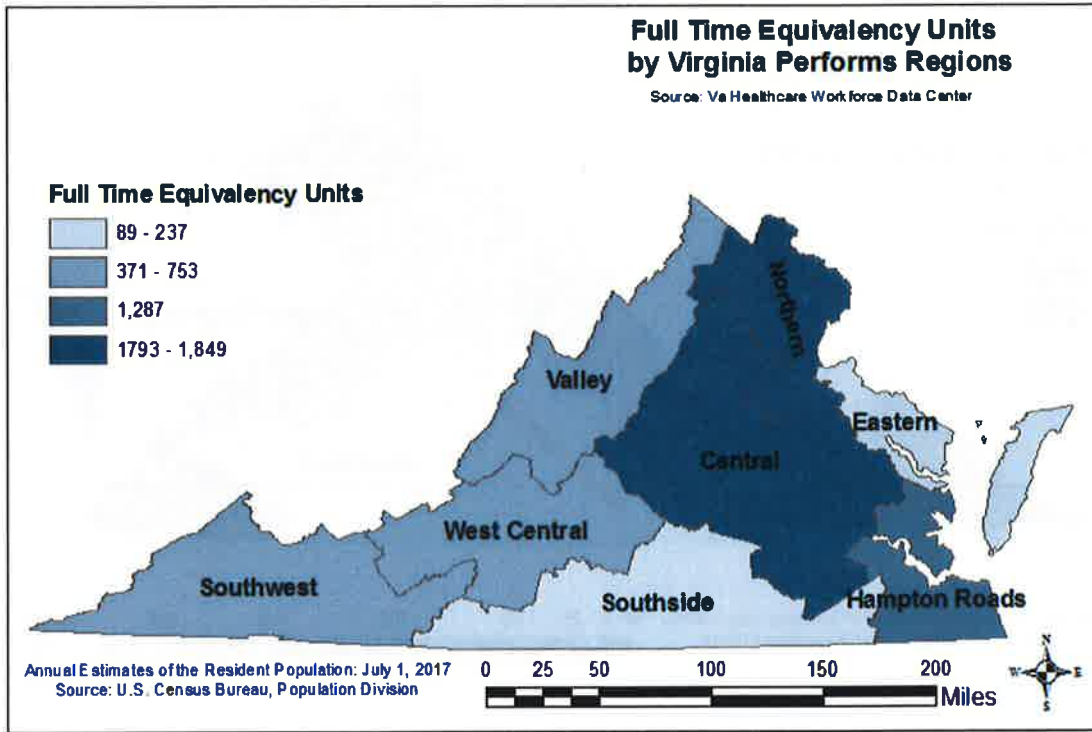 Full Time Equivalency Units
by Virginia Performs Regions
Source: Va Healthcare Workforce Data Center
Full Time Equivalency Units
89 - 237
371 - 753
1,287
1793 - 1,849
Northern
Valley
Eastern
Central
West Central
Southwest
Southside
Hampton Roads
Annual Estimates of the Resident Population: July 1, 2017
Source: U.S. Census Bureau, Population Division
0 25 50 100 150 200
Miles
N
W E
S